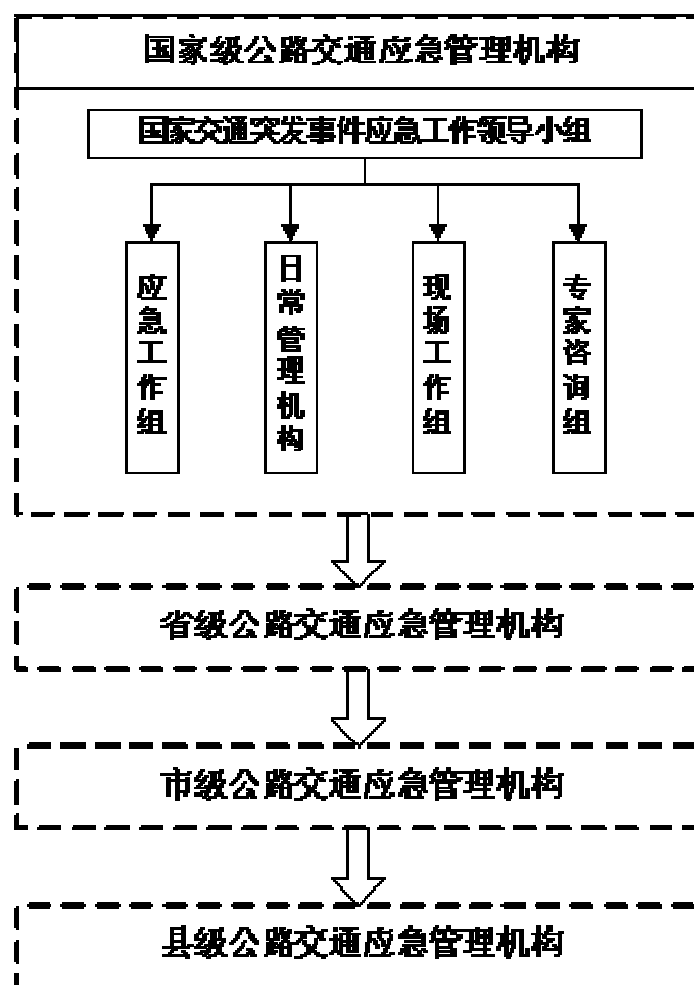 国家级公路交通应急管理机构
国家交通突发事件应急工作领导小组
应急工作组
日常管理机构
现场工作组
专家咨询组
省级公路交通应急管理机构
市级公路交通应急管理机构
县级公路交通应急管理机构